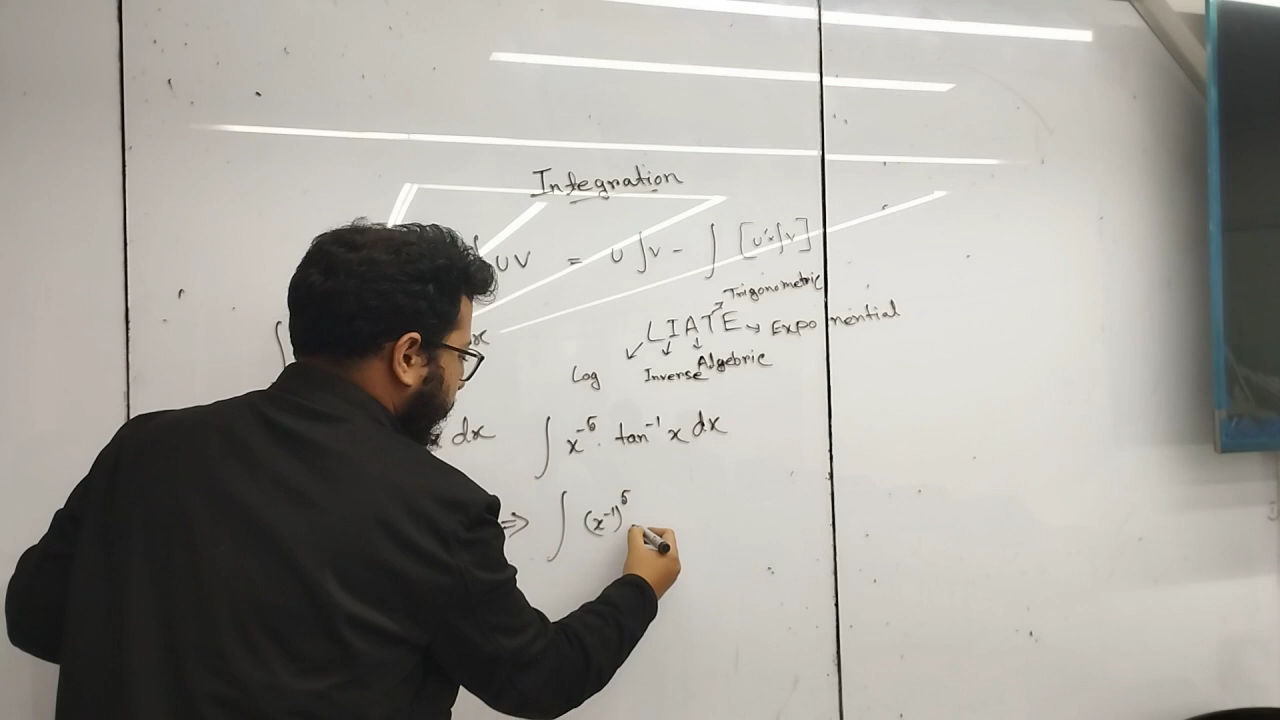 Integration
∫UV = U∫V - ∫[U'x∫V]
Trigonometric
LIATE → Exponential
∫ x
Log Inverse Algebric
x dx ∫ x⁻⁵ . tan⁻¹ x dx
⇒ ∫ (x⁻¹)⁵